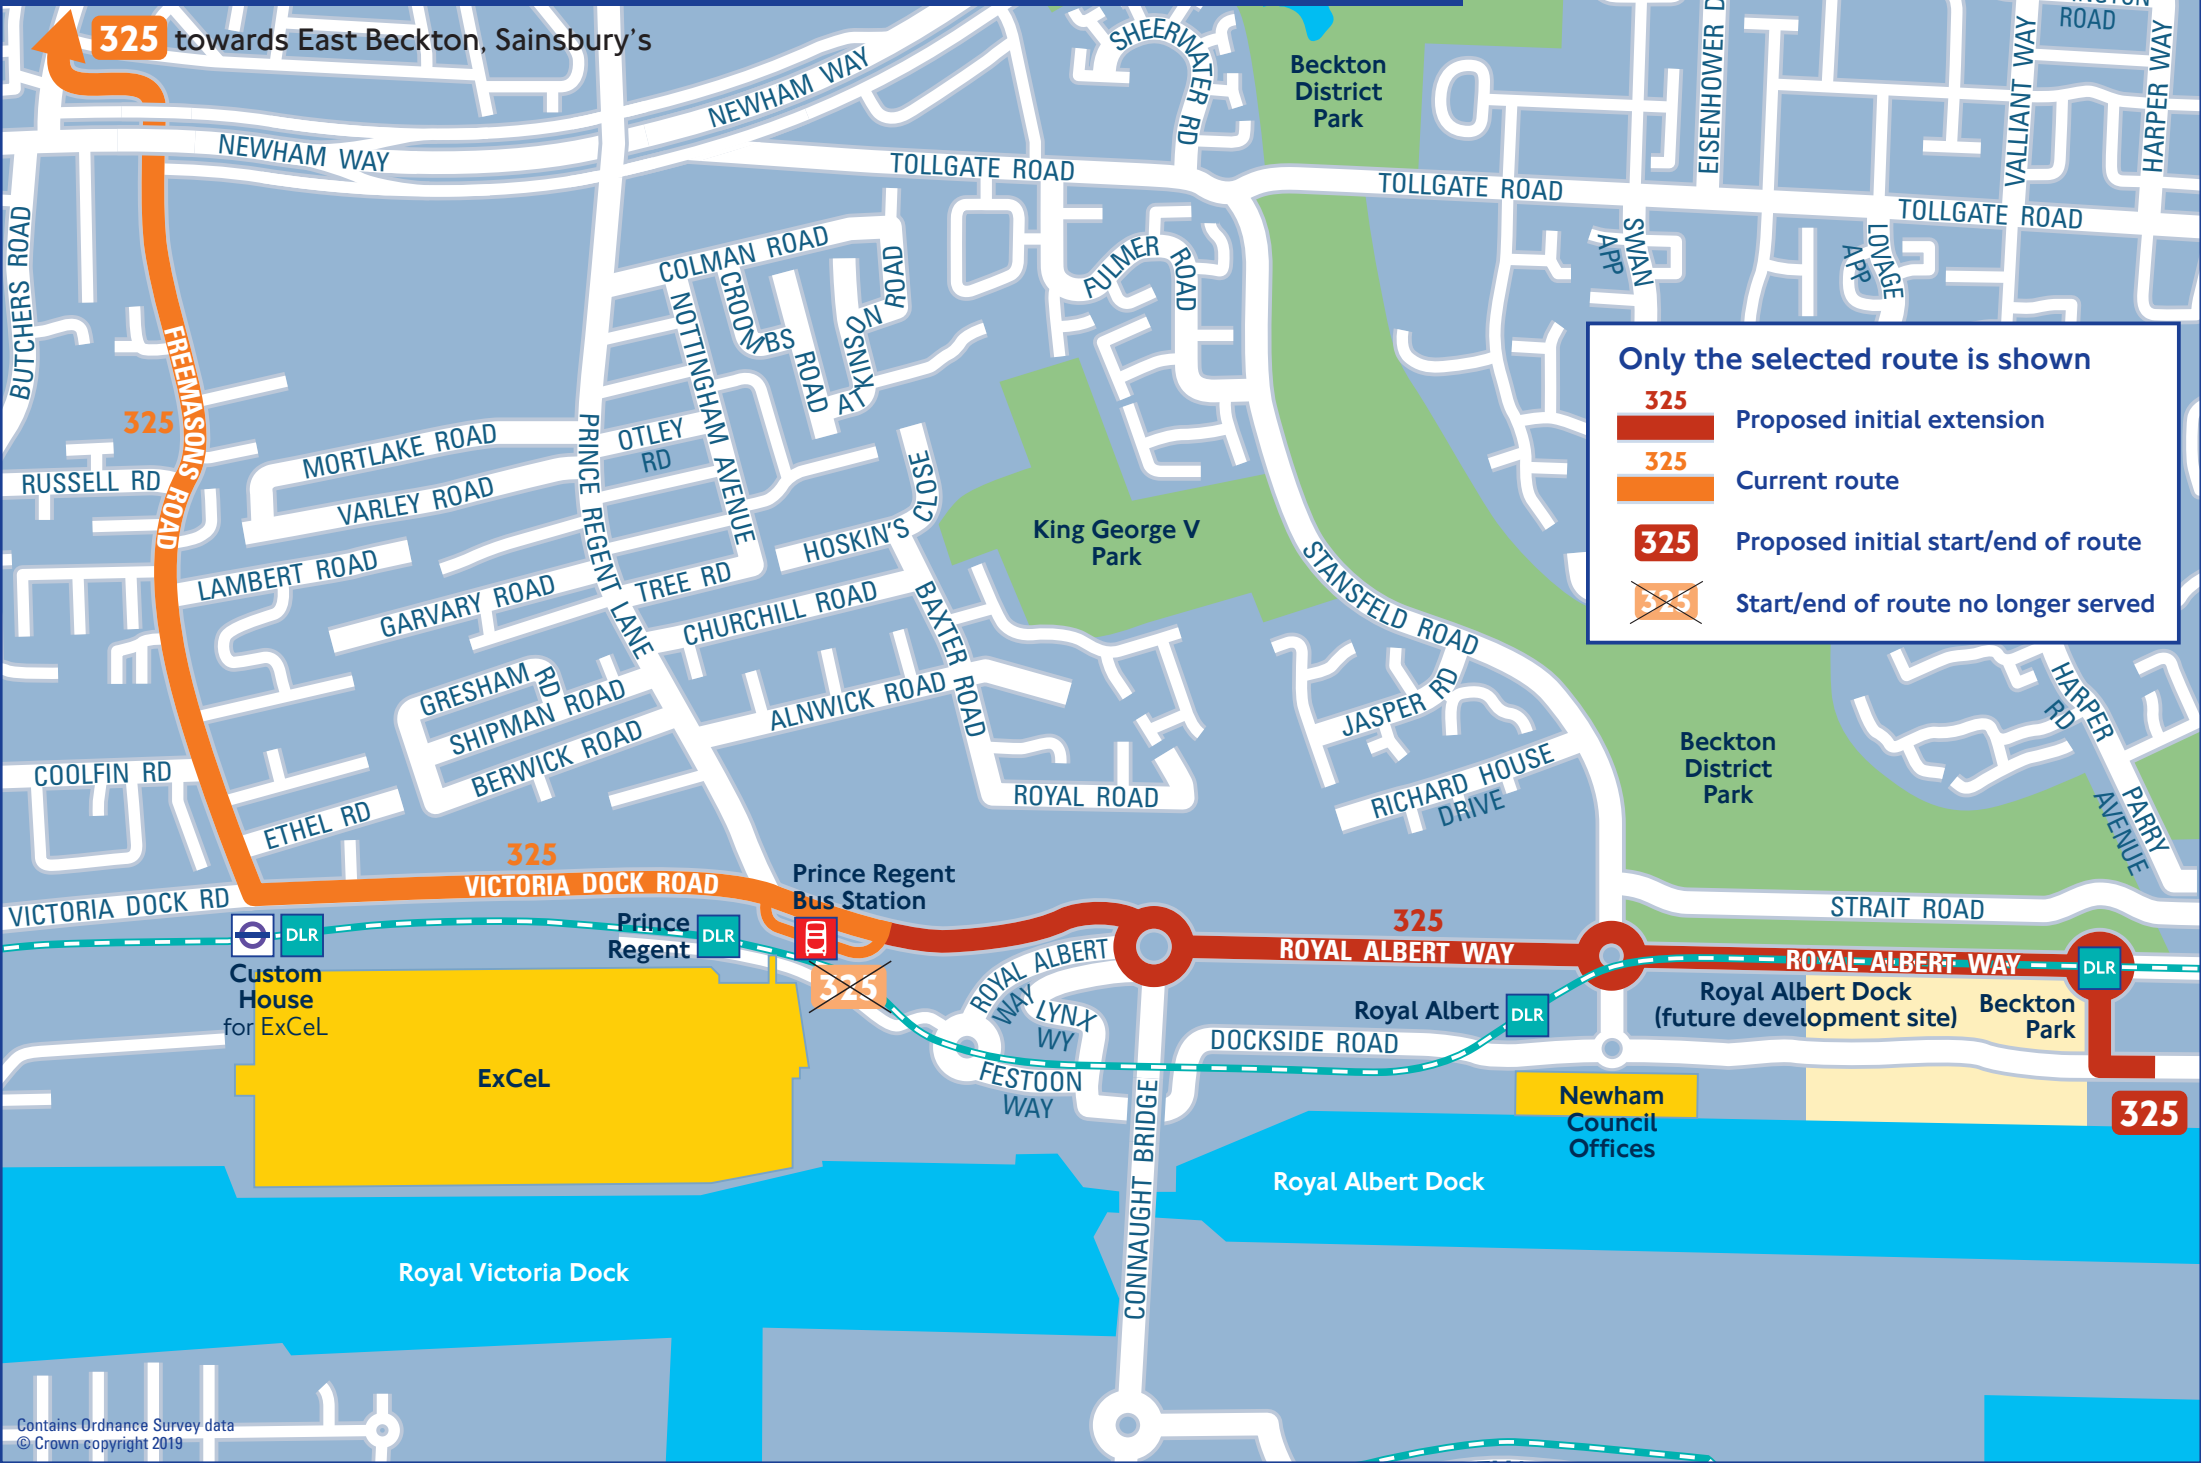 325 towards East Beckton, Sainsbury's
NEWHAM WAY
NEWHAM WAY
SHEERWATER RD
Beckton
District
Park
EISENHOWER
VALLIANT WAY
ROAD
HARPER WAY
TOLLGATE ROAD
TOLLGATE ROAD
TOLLGATE ROAD
BUTCHERS ROAD
COLMAN ROAD
CROOMBS ROAD
ATKINSON ROAD
NOTTINGHAM AVENUE
FULMER ROAD
SWAN
APP
LOVAGE
APP
Only the selected route is shown
325
Proposed initial extension
325
Current route
325
Proposed initial start/end of route
325
Start/end of route no longer served
FREEMASONS ROAD
325
MORTLAKE ROAD
OTLEY
RD
RUSSELL RD
VARLEY ROAD
PRINCE REGENT LANE
HOSKIN'S CLOSE
King George V
Park
LAMBERT ROAD
GARVARY ROAD
TREE RD
CHURCHILL ROAD
BAXTER ROAD
STANSFELD ROAD
GRESHAM
RD
SHIPMAN ROAD
ALNWICK ROAD
BERWICK ROAD
JASPER RD
HARPER
RD
COOLFIN RD
Beckton
District
Park
ROYAL ROAD
RICHARD HOUSE
DRIVE
PARRY
AVENUE
ETHEL RD
325
VICTORIA DOCK ROAD
VICTORIA DOCK RD
Prince Regent
Bus Station
STRAIT ROAD
325
ROYAL ALBERT WAY
ROYAL ALBERT WAY
DLR
Custom
House
for ExCeL
Prince
Regent
DLR
325
ROYAL ALBERT
WAY
LYNX
WY
FESTOON
WAY
DOCKSIDE ROAD
Royal Albert
DLR
Royal Albert Dock
(future development site)
DLR
Beckton
Park
325
ExCeL
CONNAUGHT BRIDGE
Newham
Council
Offices
Royal Albert Dock
Royal Victoria Dock
Contains Ordnance Survey data
© Crown copyright 2019